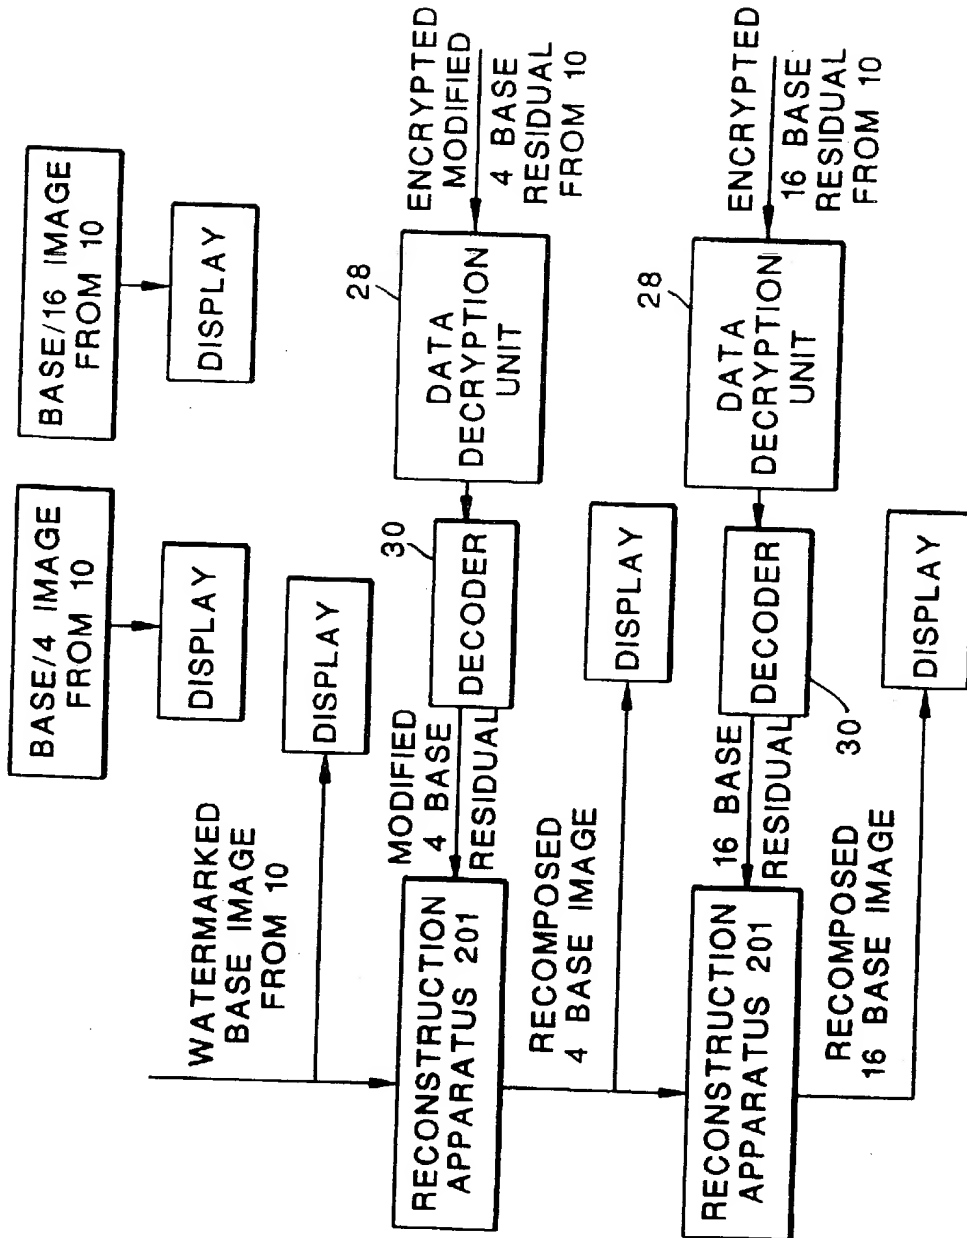 BASE/4 IMAGE
FROM 10
DISPLAY
BASE/16 IMAGE
FROM 10
DISPLAY
WATERMARKED
BASE IMAGE
FROM 10
DISPLAY
RECONSTRUCTION
APPARATUS 201
MODIFIED
4 BASE
RESIDUAL
30
DECODER
28
DATA
DECRYPTION
UNIT
ENCRYPTED
MODIFIED
4 BASE
RESIDUAL
FROM 10
RECOMPOSED
4 BASE IMAGE
DISPLAY
RECONSTRUCTION
APPARATUS 201
16 BASE
RESIDUAL
DECODER
30
28
DATA
DECRYPTION
UNIT
ENCRYPTED
16 BASE
RESIDUAL
FROM 10
RECOMPOSED
16 BASE IMAGE
DISPLAY